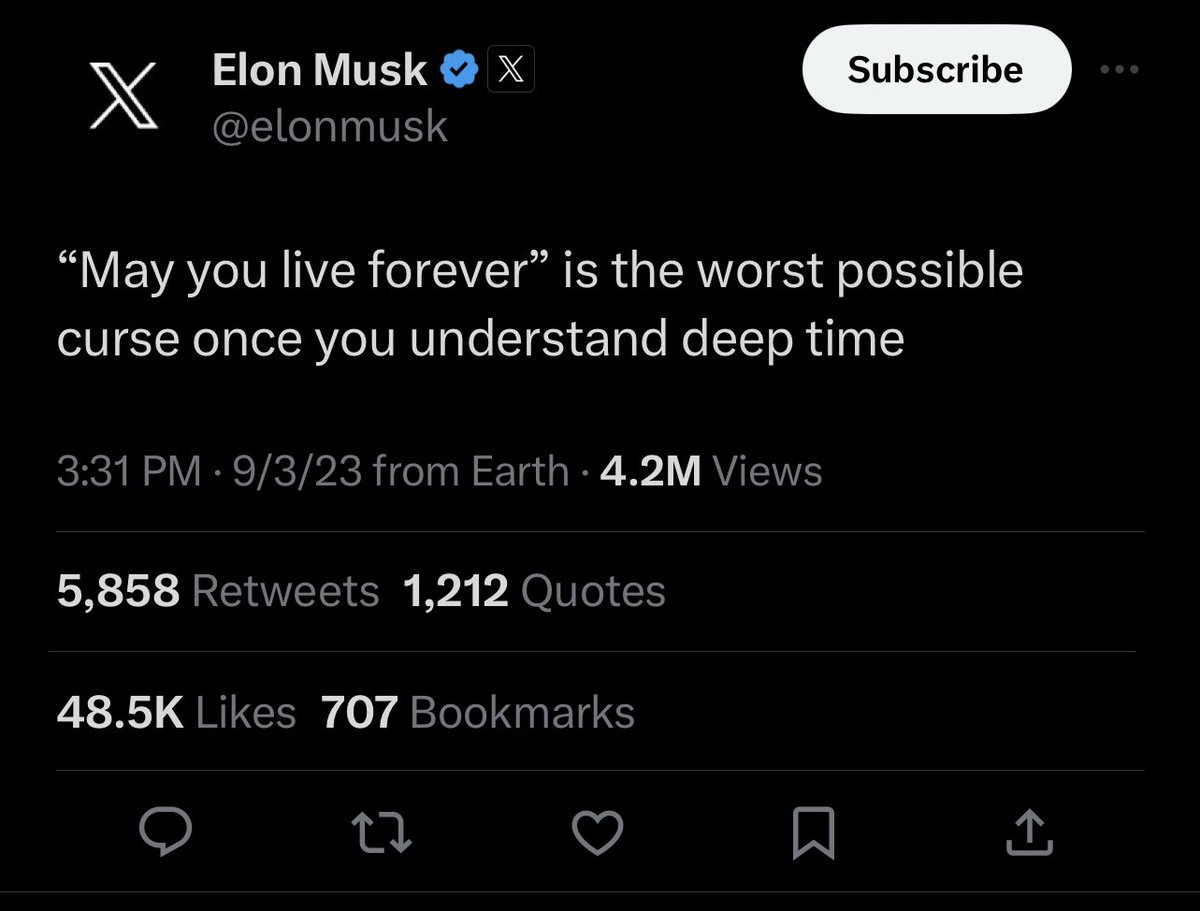 Elon Musk
Subscribe
@elonmusk
“May you live forever” is the worst possible
curse once you understand deep time
3:31 PM · 9/3/23 from Earth · 4.2M Views
5,858 Retweets 1,212 Quotes
48.5K Likes 707 Bookmarks